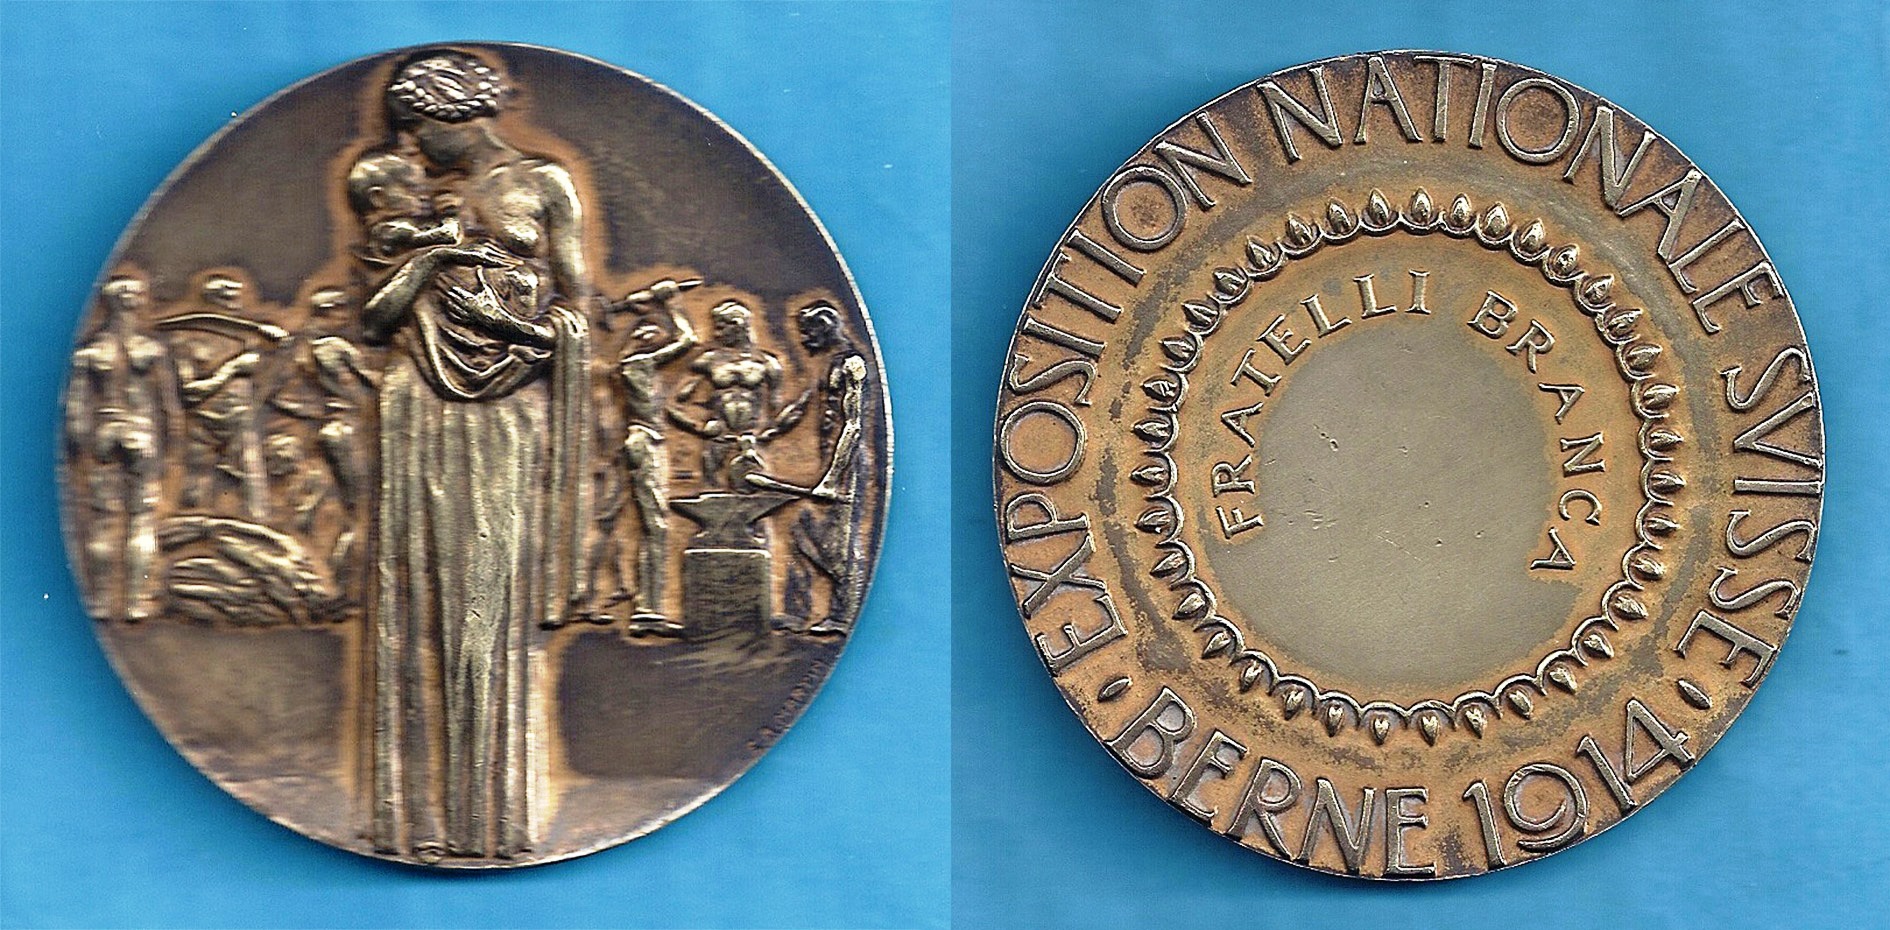 EXPOSITION NATIONALE SVISSE
FRATELLI BRANCA
· BERNE 1914 ·